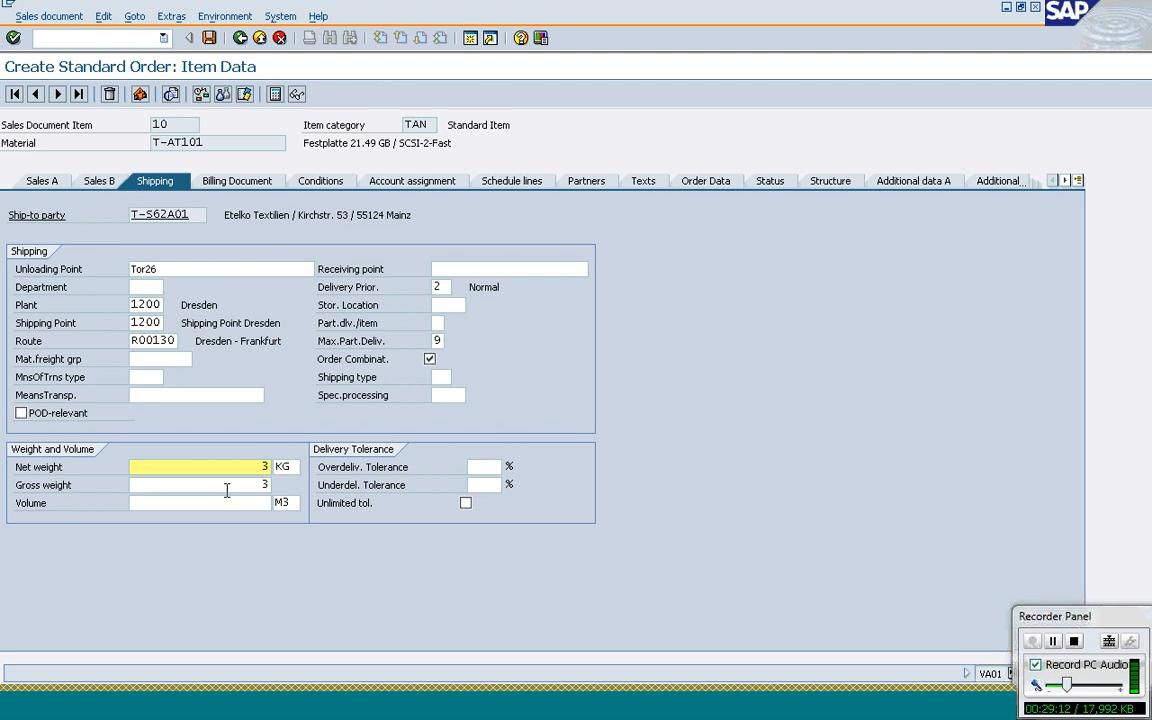 Sales document Edit Goto Extras Environment System Help
SAP
Create Standard Order: Item Data
Sales Document Item 10 Item category TAN Standard Item
Material T-AT101 Festplatte 21.49 GB / SCSI-2-Fast
Sales A Sales B Shipping Billing Document Conditions Account assignment Schedule lines Partners Texts Order Data Status Structure Additional data A Additional...
Ship-to party T-S62A01 Etelko Textilien / Kirchstr. 53 / 55124 Mainz
Shipping
Unloading Point Tor26 Receiving point
Department Delivery Prior. 2 Normal
Plant 1200 Dresden Stor. Location
Shipping Point 1200 Shipping Point Dresden Part.dlv./item
Route R00130 Dresden - Frankfurt Max.Part.Deliv. 9
Mat.freight grp Order Combinat.
MnsOfTrns type Shipping type
MeansTransp. Spec.processing
POD-relevant
Weight and Volume Delivery Tolerance
Net weight 3 KG Overdeliv. Tolerance %
Gross weight 3 Underdel. Tolerance %
Volume M3 Unlimited tol.
Recorder Panel
Record PC Audio
VA01
00:29:12 / 17,992 KB